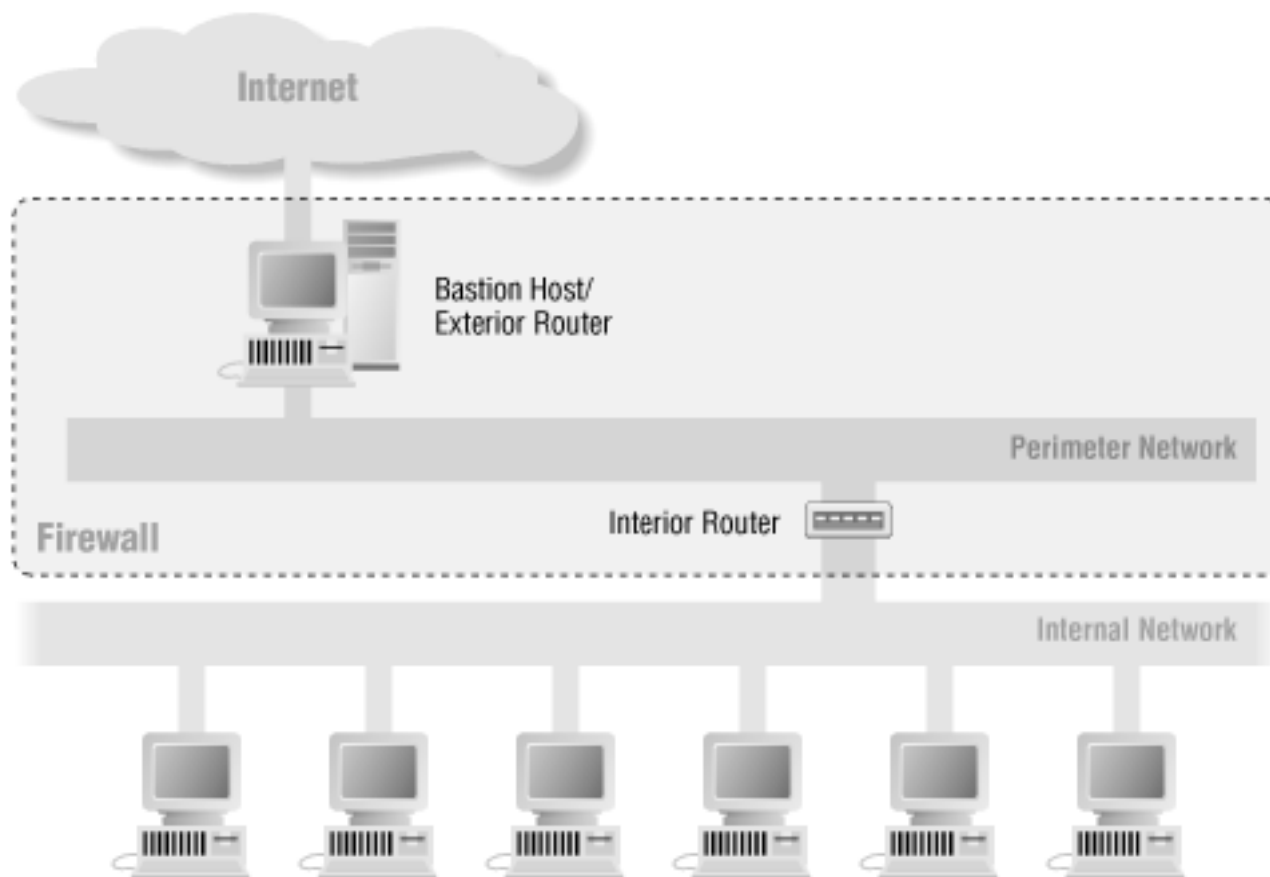 Internet
Bastion Host/
Exterior Router
Perimeter Network
Interior Router
Firewall
Internal Network